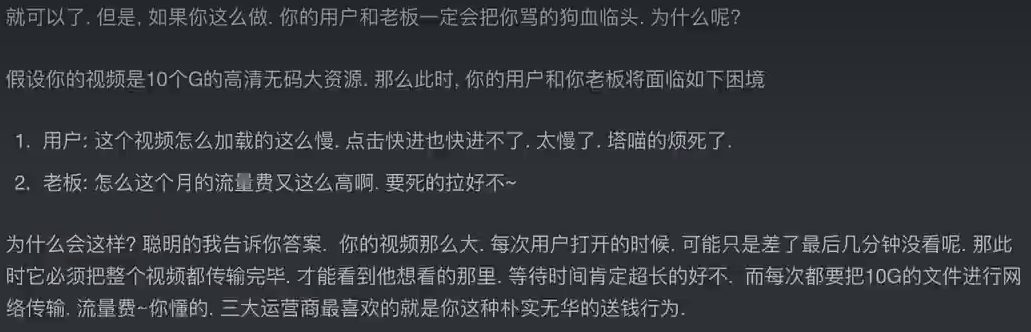 就可以了. 但是, 如果你这么做. 你的用户和老板一定会把你骂的狗血临头. 为什么呢?
假设你的视频是10个G的高清无码大资源. 那么此时, 你的用户和你老板将面临如下困境
1. 用户: 这个视频怎么加载的这么慢. 点击快进也快进不了. 太慢了. 塔喵的烦死了.
2. 老板: 怎么这个月的流量费又这么高啊. 要死的拉好不~
为什么会这样? 聪明的我告诉你答案. 你的视频那么大. 每次用户打开的时候. 可能只是差了最后几分钟没看呢. 那此
时它必须把整个视频都传输完毕. 才能看到他想看的那里. 等待时间肯定超长的好不. 而每次都要把10G的文件进行网
络传输. 流量费~你懂的. 三大运营商最喜欢的就是你这种朴实无华的送钱行为.